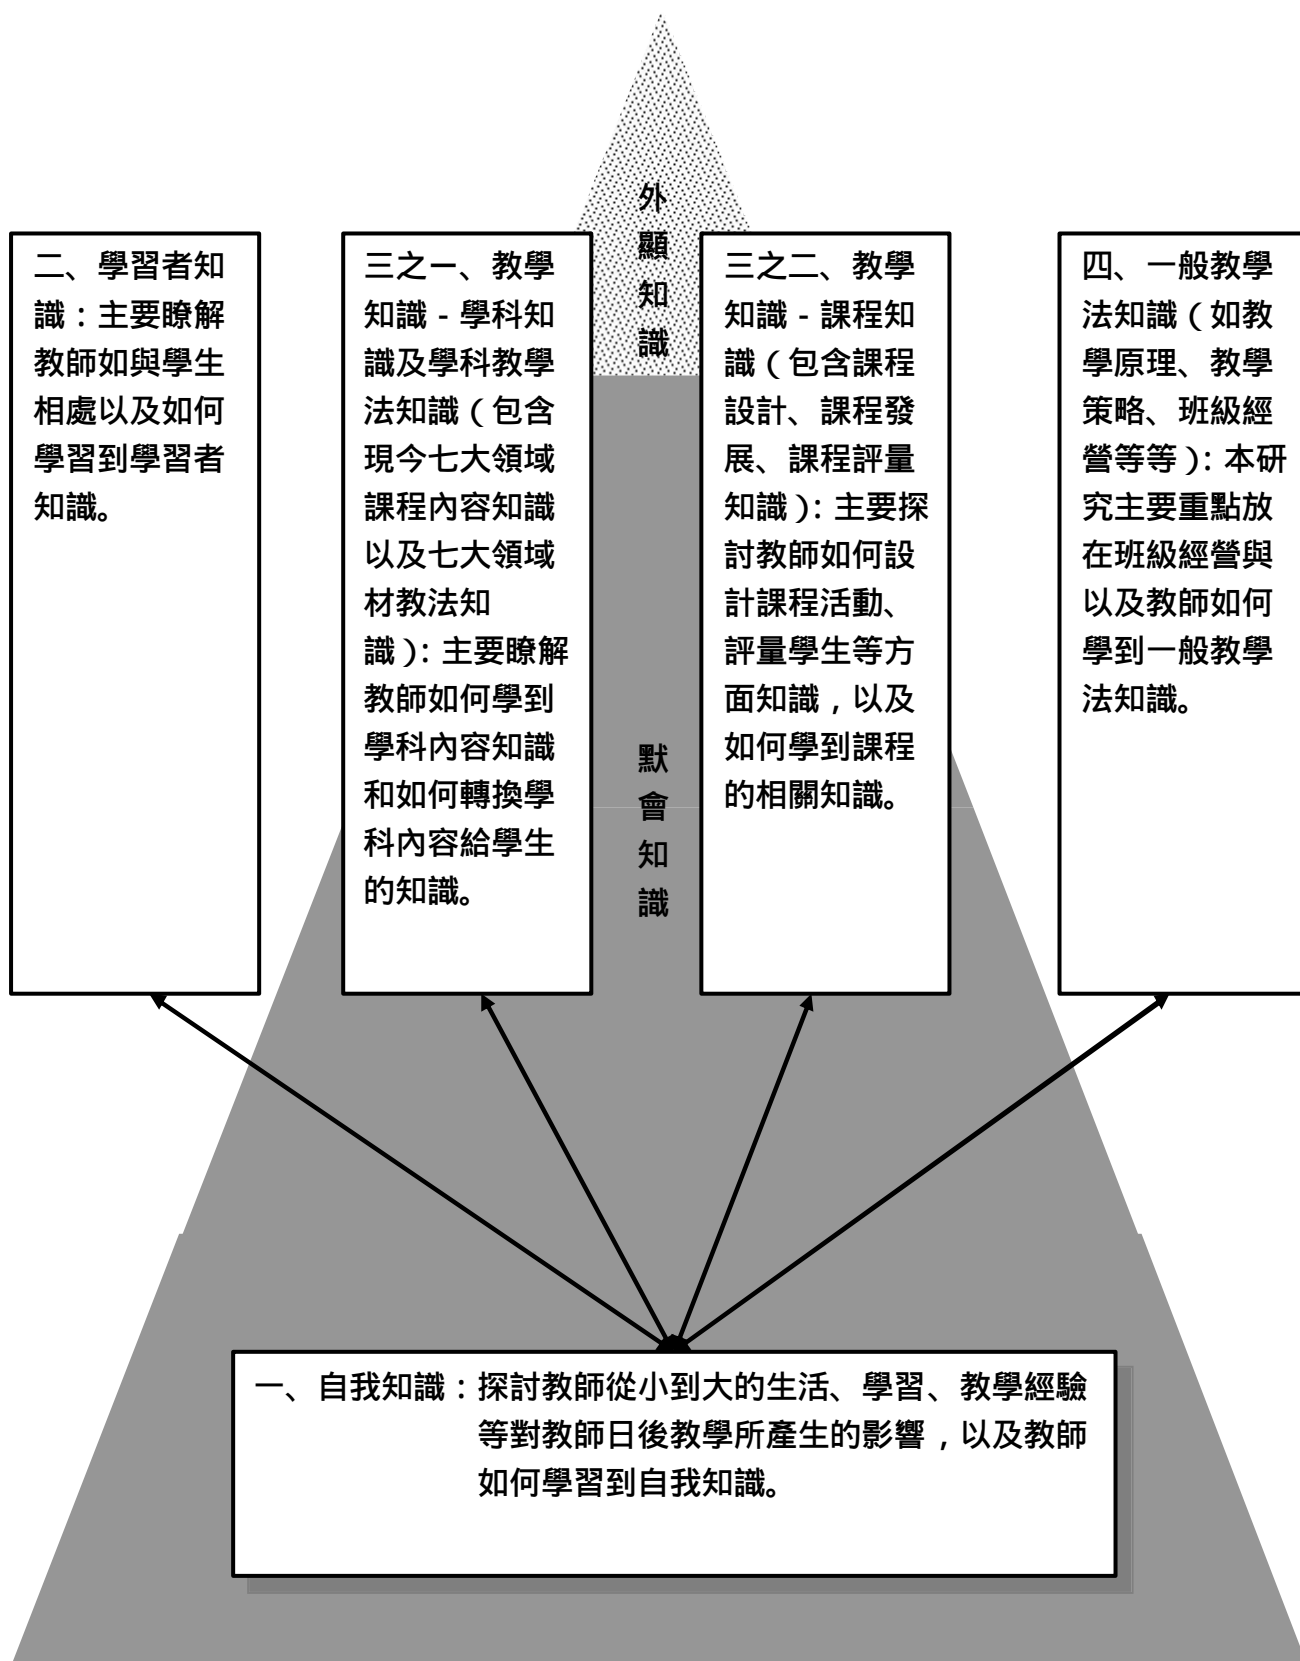 外
顯
知
識
二、學習者知
識：主要瞭解
教師如與學生
相處以及如何
學習到學習者
知識。
三之一、教學
知識－學科知
識及學科教學
法知識（包含
現今七大領域
課程內容知識
以及七大領域
材教法知
識）：主要瞭解
教師如何學到
學科內容知識
和如何轉換學
科內容給學生
的知識。
三之二、教學
知識－課程知
識（包含課程
設計、課程發
展、課程評量
知識）：主要探
討教師如何設
計課程活動、
評量學生等方
面知識，以及
如何學到課程
的相關知識。
四、一般教學
法知識（如教
學原理、教學
策略、班級經
營等等）：本研
究主要重點放
在班級經營與
以及教師如何
學到一般教學
法知識。
默
會
知
識
一、自我知識：探討教師從小到大的生活、學習、教學經驗
等對教師日後教學所產生的影響，以及教師
如何學習到自我知識。